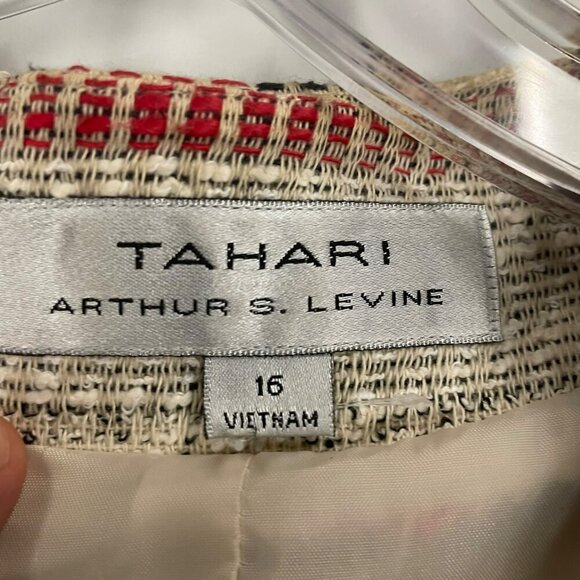 TAHARI
ARTHUR S. LEVINE
16
VIETNAM